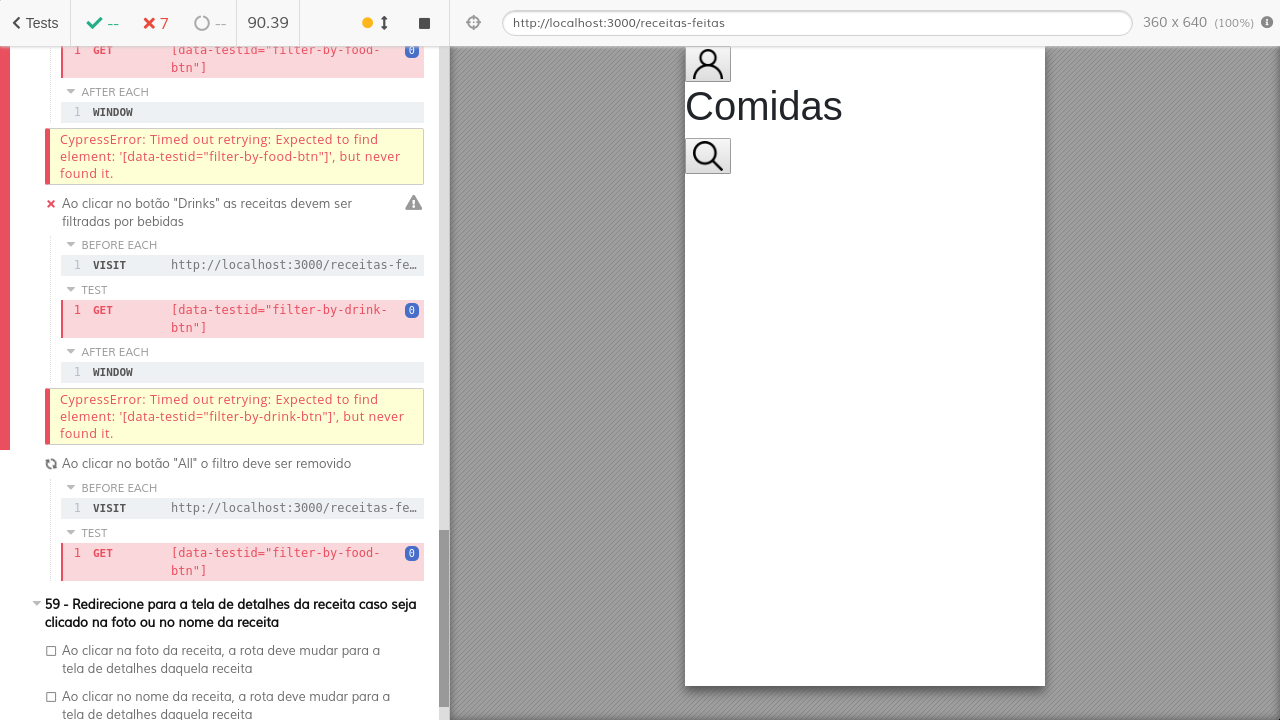 Tests
--
7
--
90.39
http://localhost:3000/receitas-feitas
360 x 640 (100%)
1 GET [data-testid="filter-by-food-
btn"] 0
AFTER EACH
1 WINDOW
CypressError: Timed out retrying: Expected to find
element: '[data-testid="filter-by-food-btn"]', but never
found it.
Ao clicar no botão "Drinks" as receitas devem ser
filtradas por bebidas
BEFORE EACH
1 VISIT http://localhost:3000/receitas-fe…
TEST
1 GET [data-testid="filter-by-drink-
btn"] 0
AFTER EACH
1 WINDOW
CypressError: Timed out retrying: Expected to find
element: '[data-testid="filter-by-drink-btn"]', but never
found it.
Ao clicar no botão "All" o filtro deve ser removido
BEFORE EACH
1 VISIT http://localhost:3000/receitas-fe…
TEST
1 GET [data-testid="filter-by-food-
btn"] 0
59 - Redirecione para a tela de detalhes da receita caso seja
clicado na foto ou no nome da receita
Ao clicar na foto da receita, a rota deve mudar para a
tela de detalhes daquela receita
Ao clicar no nome da receita, a rota deve mudar para a
tela de detalhes daquela receita
Comidas